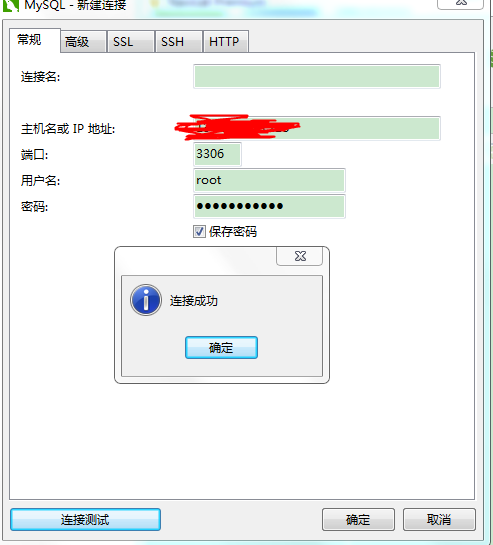 MySQL - 新建连接
常规 高级 SSL SSH HTTP
连接名:
主机名或 IP 地址:
端口: 3306
用户名: root
密码: ●●●●●●●●●●●
保存密码
连接成功
确定
连接测试 确定 取消